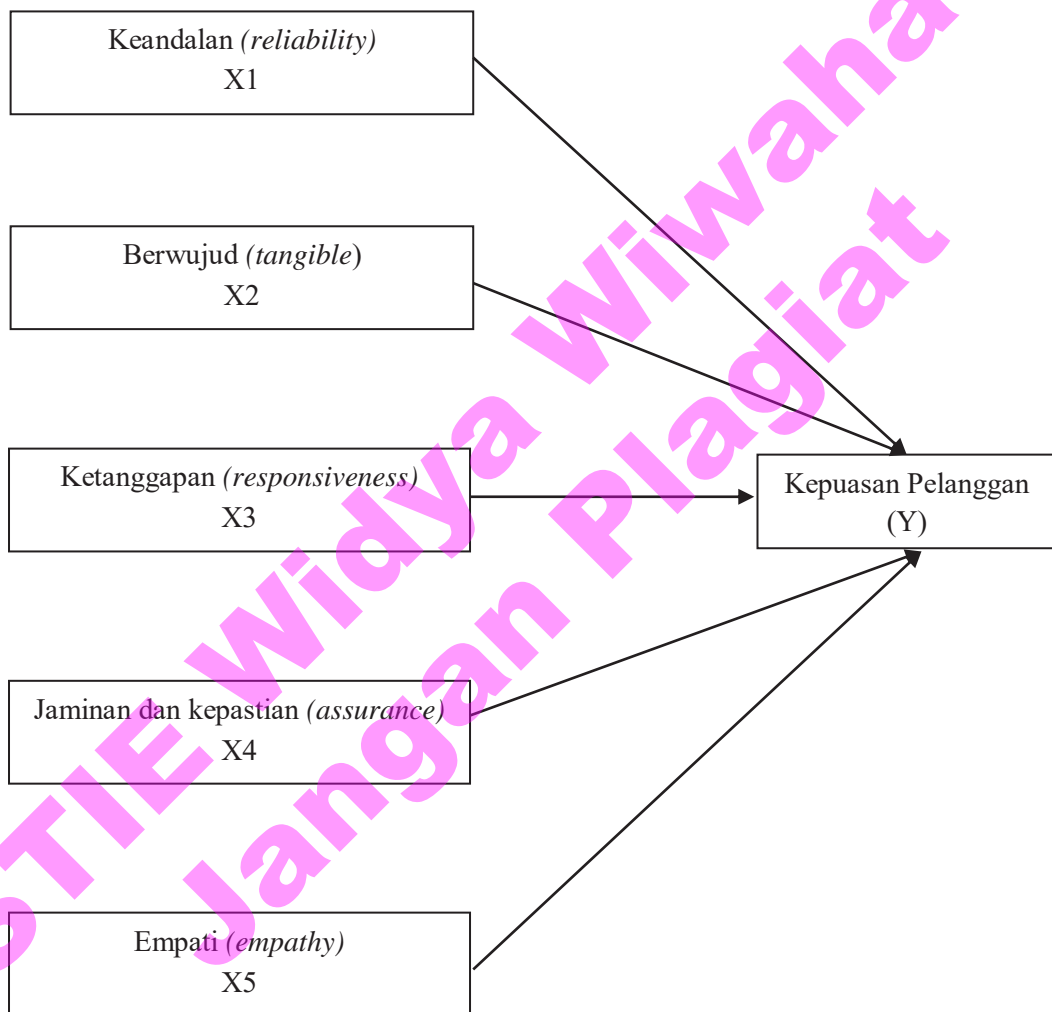 Keandalan (reliability)
X1
Berwujud (tangible)
X2
Ketanggapan (responsiveness)
X3
Kepuasan Pelanggan
(Y)
Jaminan dan kepastian (assurance)
X4
Empati (empathy)
X5
STIE Widya Wiwaha
Jangan Plagiat